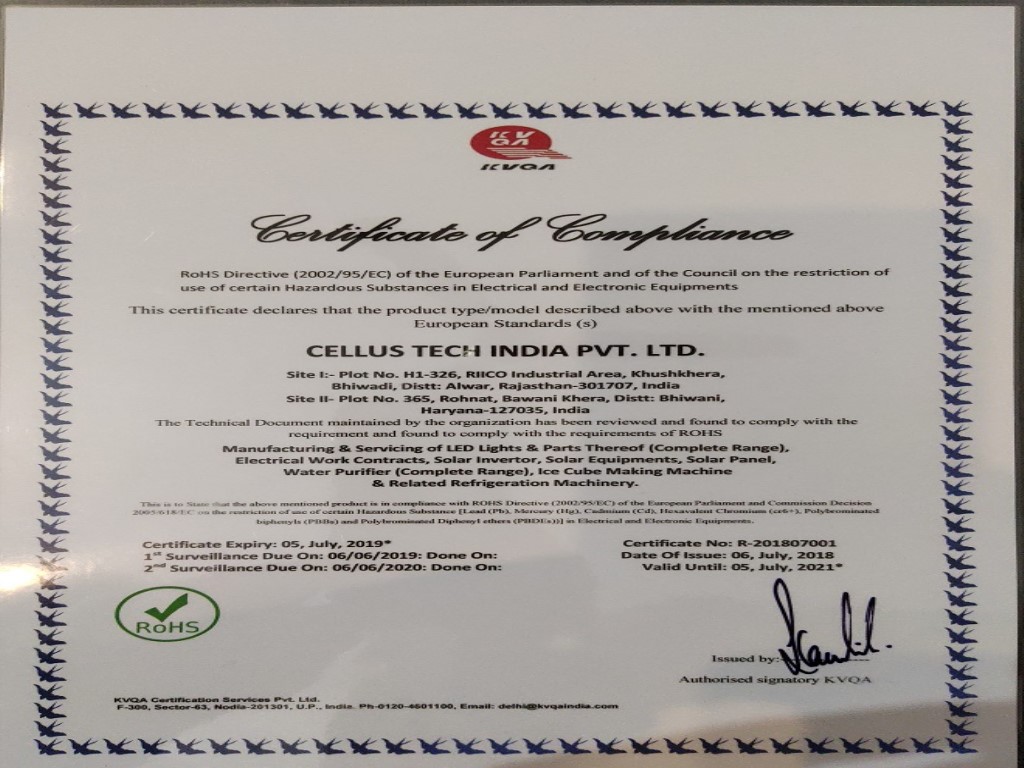 KV
QA
KVQA
Certificate of Compliance
RoHS Directive (2002/95/EC) of the European Parliament and of the Council on the restriction of
use of certain Hazardous Substances in Electrical and Electronic Equipments
This certificate declares that the product type/model described above with the mentioned above
European Standards (s)
CELLUS TECH INDIA PVT. LTD.
Site I:- Plot No. H1-326, RIICO Industrial Area, Khushkhera,
Bhiwadi, Distt: Alwar, Rajasthan-301707, India
Site II- Plot No. 365, Rohnat, Bawani Khera, Distt: Bhiwani,
Haryana-127035, India
The Technical Document maintained by the organization has been reviewed and found to comply with the
requirement and found to comply with the requirements of ROHS
Manufacturing & Servicing of LED Lights & Parts Thereof (Complete Range),
Electrical Work Contracts, Solar Invertor, Solar Equipments, Solar Panel,
Water Purifier (Complete Range), Ice Cube Making Machine
& Related Refrigeration Machinery.
This is to State that the above mentioned product is in compliance with ROHS Directive (2002/95/EC) of the European Parliament and Commission Decision
2005/618/EC on the restriction of use of certain Hazardous Substance [Lead (Pb), Mercury (Hg), Cadmium (Cd), Hexavalent Chromium (cr6+), Polybrominated
biphenyls (PBBs) and Polybrominated Diphenyl ethers (PBDEs))] in Electrical and Electronic Equipments.
Certificate Expiry: 05, July, 2019* Certificate No: R-201807001
1st Surveillance Due On: 06/06/2019: Done On: Date Of Issue: 06, July, 2018
2nd Surveillance Due On: 06/06/2020: Done On: Valid Until: 05, July, 2021*
RoHS
Issued by:
Authorised signatory KVQA
KVQA Certification Services Pvt. Ltd.
F-300, Sector-63, Nodia-201301, U.P., India. Ph-0120-4601100, Email: delhi@kvqaindia.com